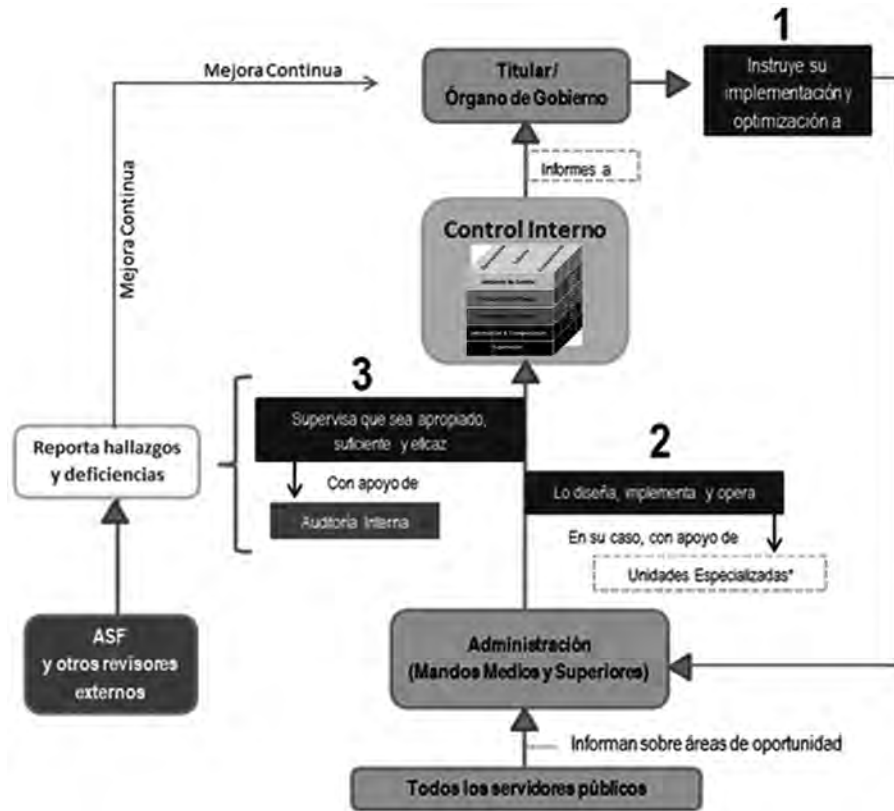 1
Mejora Continua
Titular/
Órgano de Gobierno
Instruye su
implementación y
optimización a
Informes a
Mejora Continua
Control Interno
3
Supervisa que sea apropiado,
suficiente y eficaz
2
Reporta hallazgos
y deficiencias
Con apoyo de
Lo diseña, implementa y opera
Auditoría Interna
En su caso, con apoyo de
Unidades Especializadas*
ASF
y otros revisores
externos
Administración
(Mandos Medios y Superiores)
Informan sobre áreas de oportunidad
Todos los servidores públicos